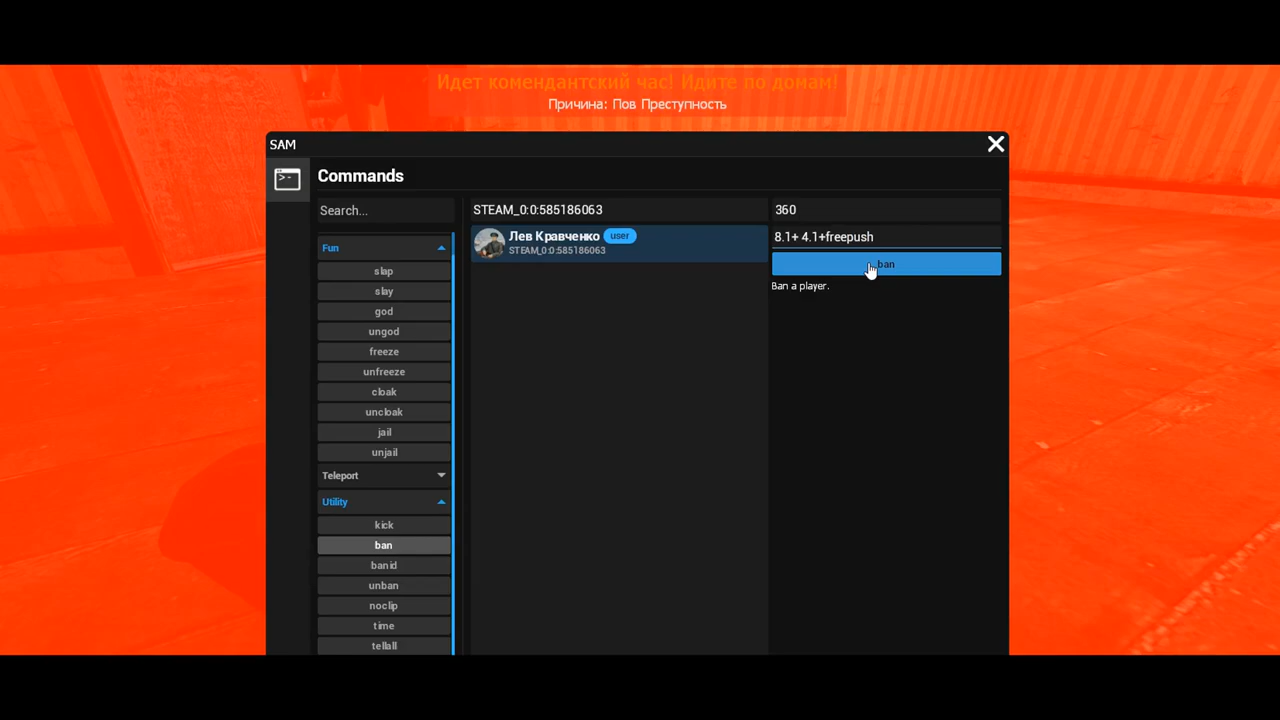 Идет комендантский час! Идите по домам!
Причина: Пов Преступность
SAM
Commands
Search...
STEAM_0:0:585186063
360
Fun
Лев Кравченко user
STEAM_0:0:585186063
8.1+ 4.1+freepush
ban
Ban a player.
slap
slay
god
ungod
freeze
unfreeze
cloak
uncloak
jail
unjail
Teleport
Utility
kick
ban
banid
unban
noclip
time
tellall